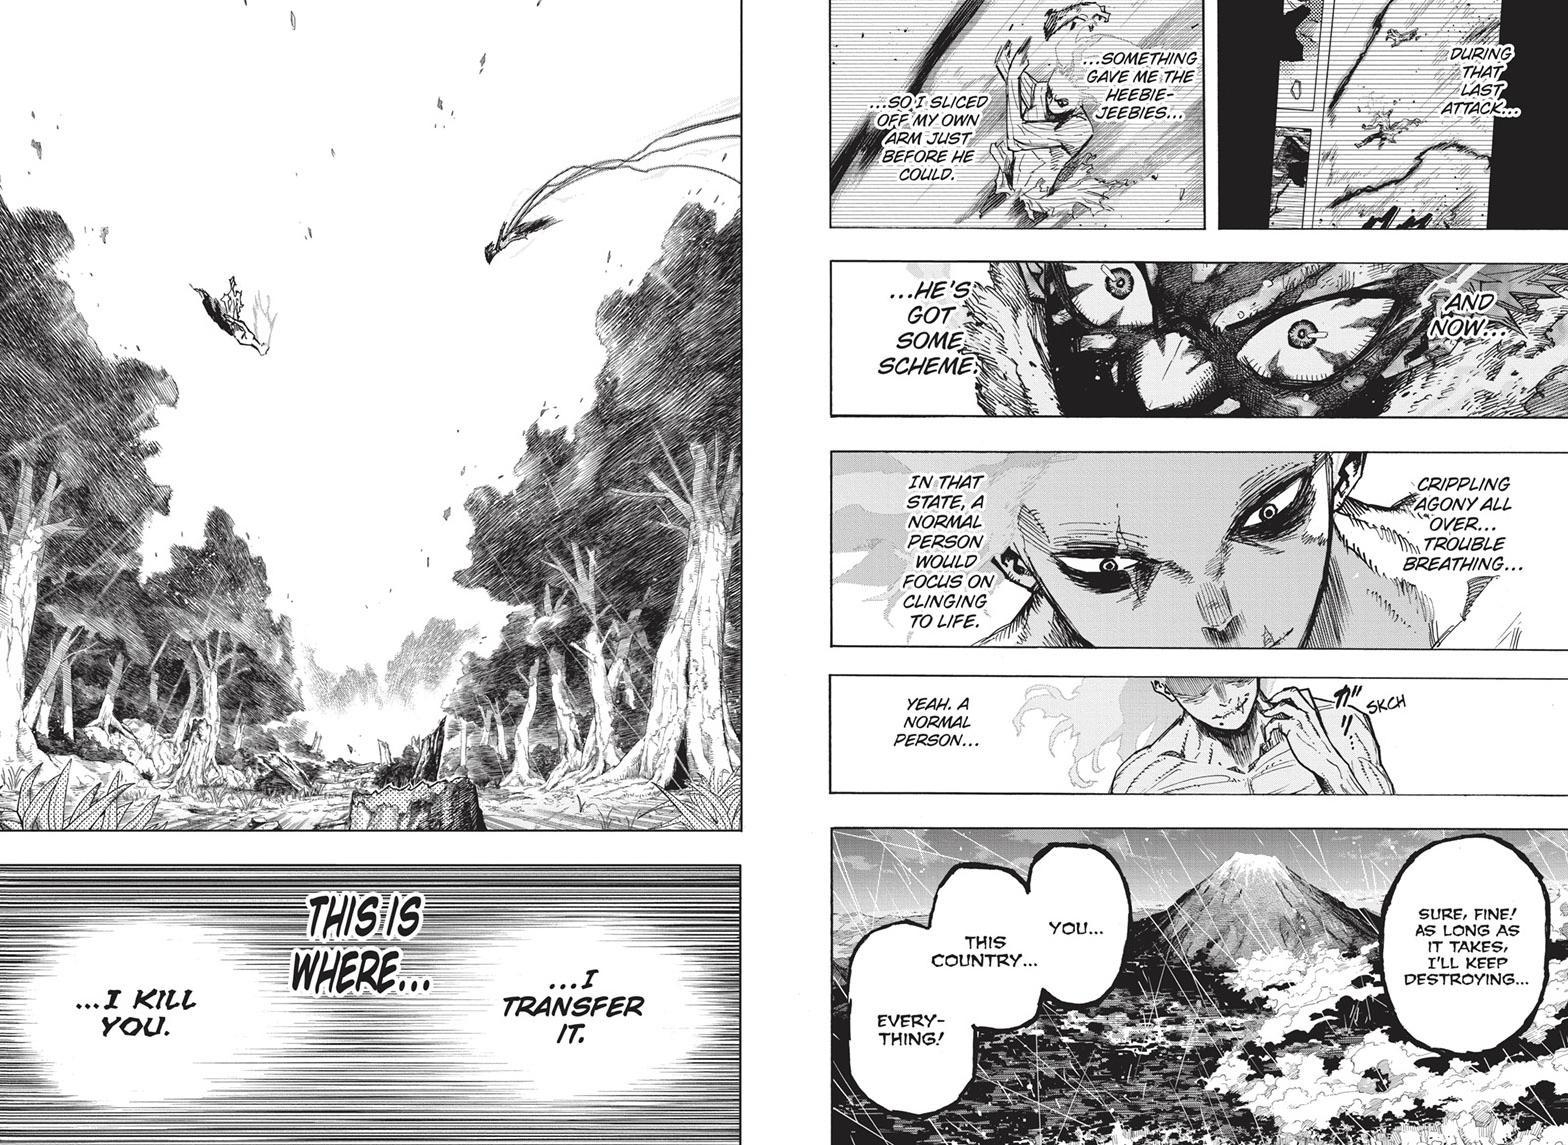 DURING
THAT
LAST
ATTACK...
...SOMETHING
GAVE ME THE
HEEBIE-
JEEBIES...
...SO I SLICED
OFF MY OWN
ARM JUST
BEFORE HE
COULD.
AND
NOW...
...HE'S
GOT
SOME
SCHEME.
CRIPPLING
AGONY ALL
OVER...
TROUBLE
BREATHING...
IN THAT
STATE, A
NORMAL
PERSON
WOULD
FOCUS ON
CLINGING
TO LIFE.
SKCH
YEAH. A
NORMAL
PERSON...
SURE, FINE!
AS LONG AS
IT TAKES,
I'LL KEEP
DESTROYING...
YOU...
THIS
COUNTRY...
EVERY-
THING!
THIS IS
WHERE...
...I
TRANSFER
IT.
...I KILL
YOU.